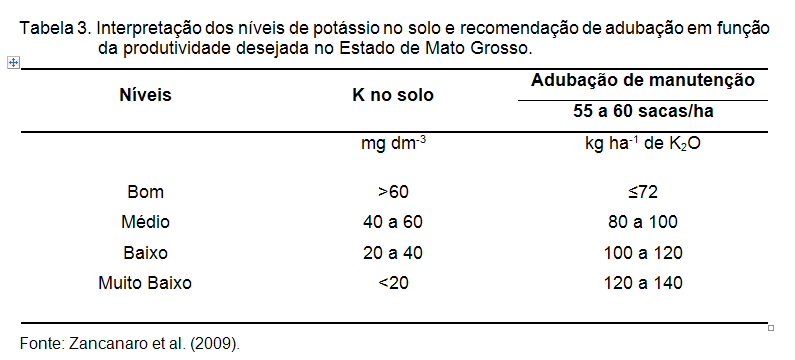 Tabela 3. Interpretação dos níveis de potássio no solo e recomendação de adubação em função
da produtividade desejada no Estado de Mato Grosso.
Níveis K no solo Adubação de manutenção
55 a 60 sacas/ha
mg dm-3 kg ha-1 de K2O
Bom >60 ≤72
Médio 40 a 60 80 a 100
Baixo 20 a 40 100 a 120
Muito Baixo <20 120 a 140
Fonte: Zancanaro et al. (2009).